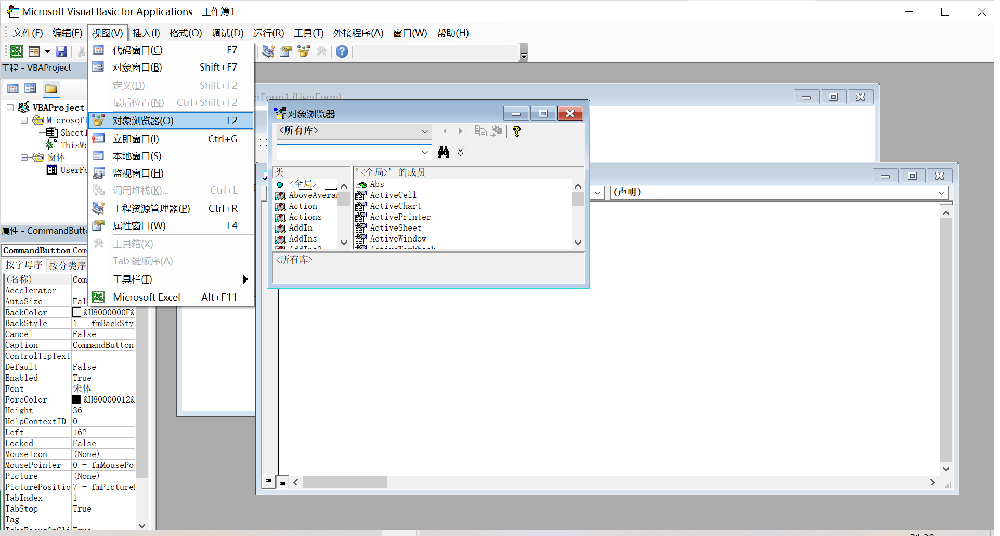 Microsoft Visual Basic for Applications - 工作簿1
文件(F) 编辑(E) 视图(V) 插入(I) 格式(O) 调试(D) 运行(R) 工具(T) 外接程序(A) 窗口(W) 帮助(H)
代码窗口(C) F7
对象窗口(B) Shift+F7
定义(D) Shift+F2
最后位置(N) Ctrl+Shift+F2
对象浏览器(O) F2
立即窗口(I) Ctrl+G
本地窗口(S)
监视窗口(H)
调用堆栈(K)... Ctrl+L
工程资源管理器(P) Ctrl+R
属性窗口(W) F4
工具箱(X)
Tab 键顺序(A)
工具栏(T)
Microsoft Excel Alt+F11
工程 - VBAProject
VBAProject
Microsoft
Sheet1
ThisWo
窗体
UserFo
属性 - CommandButto
CommandButton Com
按字母序 按分类序
(名称) Com
Accelerator
AutoSize Fal
BackColor &H8000000F&
BackStyle 1 - fmBackSty
Cancel False
Caption CommandButton
ControlTipText
Default False
Enabled True
Font 宋体
ForeColor &H80000012&
Height 36
HelpContextID 0
Left 162
Locked False
MouseIcon (None)
MousePointer 0 - fmMousePo
Picture (None)
PicturePositio 7 - fmPicture
TabIndex 1
TabStop True
Tag
erForm1 (UserForm)
对象浏览器
<所有库>
类
<全局>
AboveAvera
Action
Actions
AddIn
AddIns
'<全局>' 的成员
Abs
ActiveCell
ActiveChart
ActivePrinter
ActiveSheet
ActiveWindow
<所有库>
(声明)